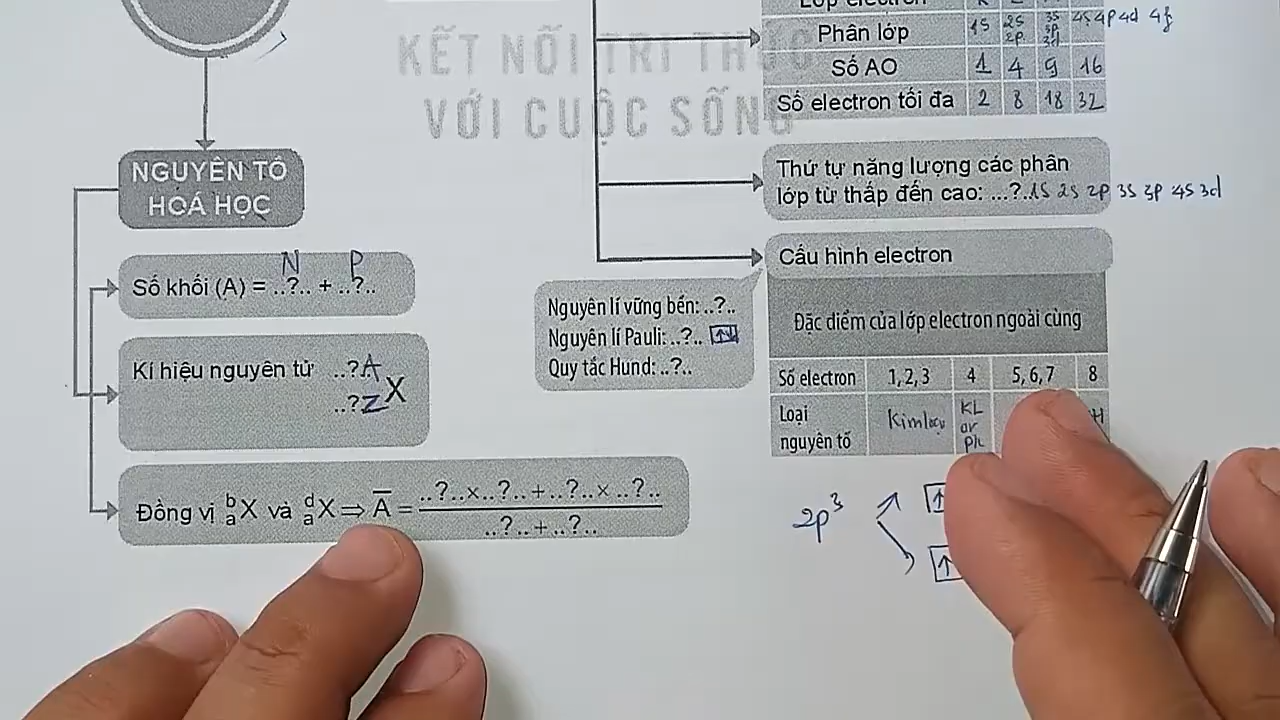 Lớp electron
Phân lớp 1s 2s 2p 3s 3p 3d 4s 4p 4d 4f
Số AO 1 4 9 16
Số electron tối đa 2 8 18 32
KẾT NỐI TRI THỨC
VỚI CUỘC SỐNG
NGUYÊN TỐ
HOÁ HỌC
N P
Số khối (A) = ..?.. + ..?..
Kí hiệu nguyên tử ..?A
..?Z X
Đồng vị b a X và d a X ⇒ A̅ = ..?..×..?..+..?..× ..?..
..?.. + ..?..
Thứ tự năng lượng các phân
lớp từ thấp đến cao: ...?..1s 2s 2p 3s 3p 4s 3d
Cấu hình electron
Nguyên lí vững bền: ..?..
Nguyên lí Pauli: ..?.. ↑↓
Quy tắc Hund: ..?..
Đặc điểm của lớp electron ngoài cùng
Số electron 1,2,3 4 5,6,7 8
Loại
nguyên tố
Kim loại
KL
or
pk
H
2p³ ↑
↑